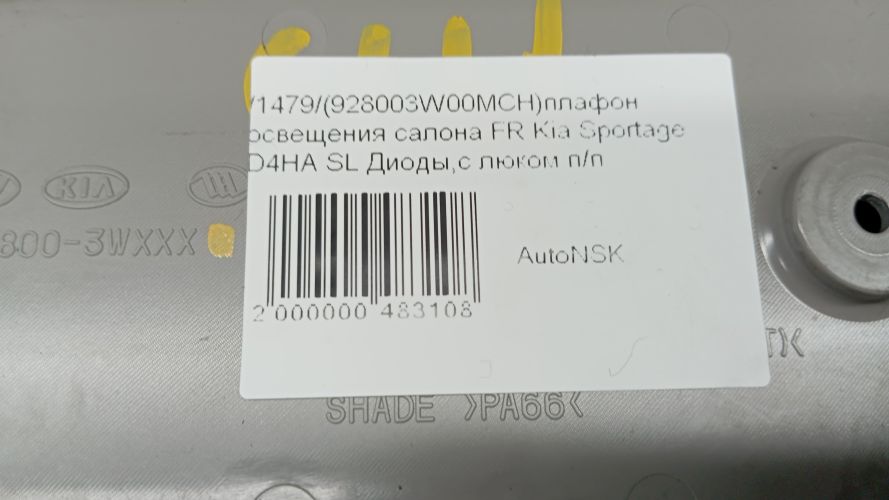 /1479/(928003W00MCH)плафон
освещения салона FR Kia Sportage
D4HA SL Диоды,с люком п/п
KIA
800-3WXXX
AutoNSK
2 000000 483108
SHADE >PA66<